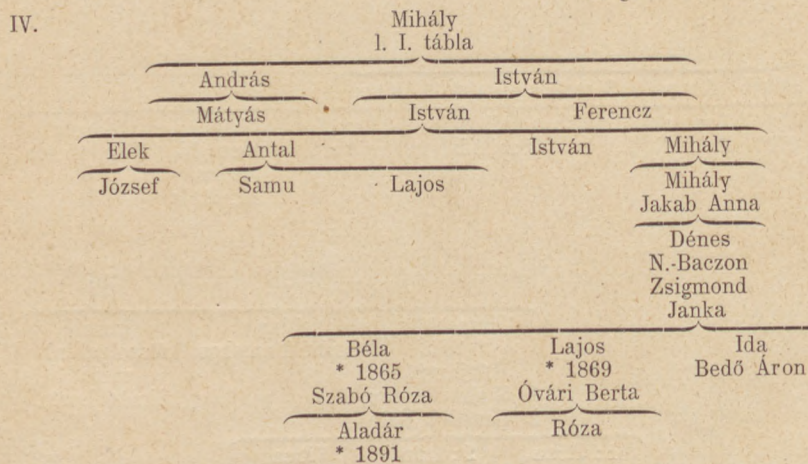 IV. Mihály
l. I. tábla
András István
Mátyás István Ferencz
Elek Antal István Mihály
József Samu Lajos Mihály
Jakab Anna
Dénes
N.-Baczon
Zsigmond
Janka
Béla Lajos Ida
* 1865 * 1869 Bedő Áron
Szabó Róza Óvári Berta
Aladár Róza
* 1891